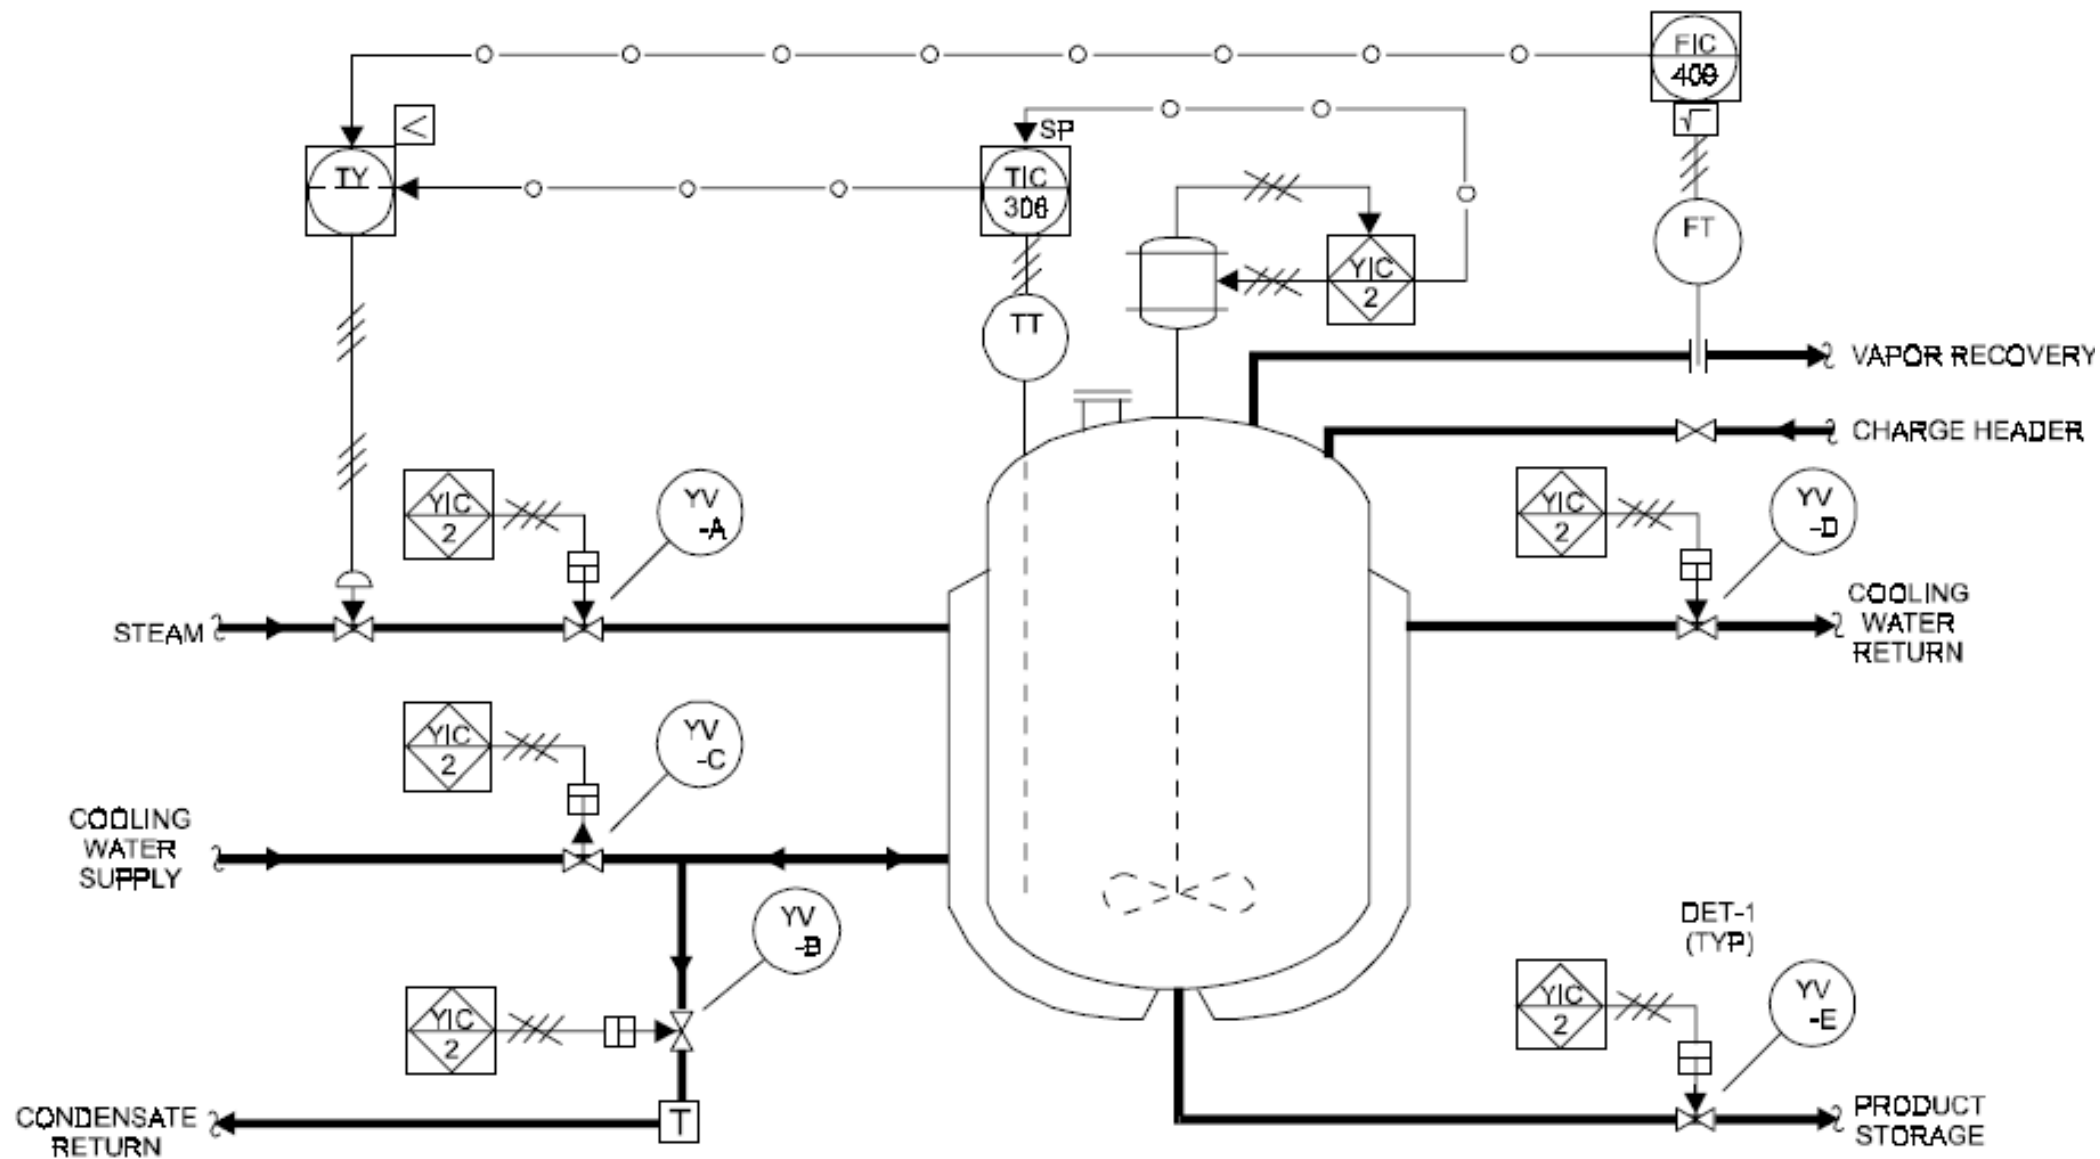 FIC
409
√
<
SP
TY
TIC
306
YIC
2
FT
TT
VAPOR RECOVERY
CHARGE HEADER
YIC
2
YV
-A
YIC
2
YV
-D
STEAM
COOLING
WATER
RETURN
YIC
2
YV
-C
COOLING
WATER
SUPPLY
YV
-B
DET-1
(TYP)
YIC
2
YIC
2
YV
-E
T
CONDENSATE
RETURN
PRODUCT
STORAGE